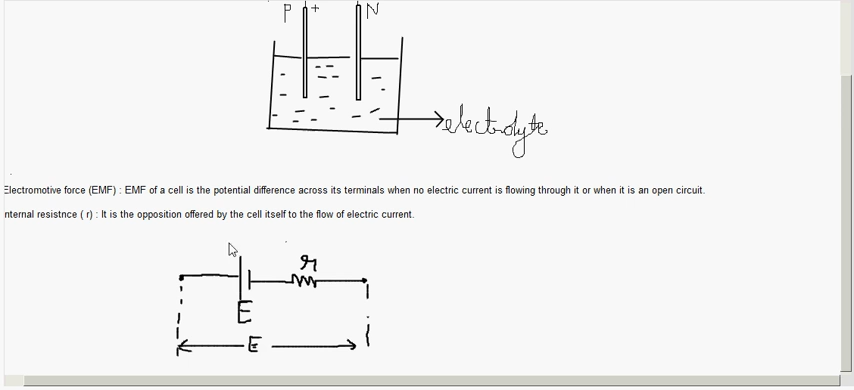 P + N
electrolyte
Electromotive force (EMF) : EMF of a cell is the potential difference across its terminals when no electric current is flowing through it or when it is an open circuit.
nternal resistnce ( r) : It is the opposition offered by the cell itself to the flow of electric current.
r
E
E